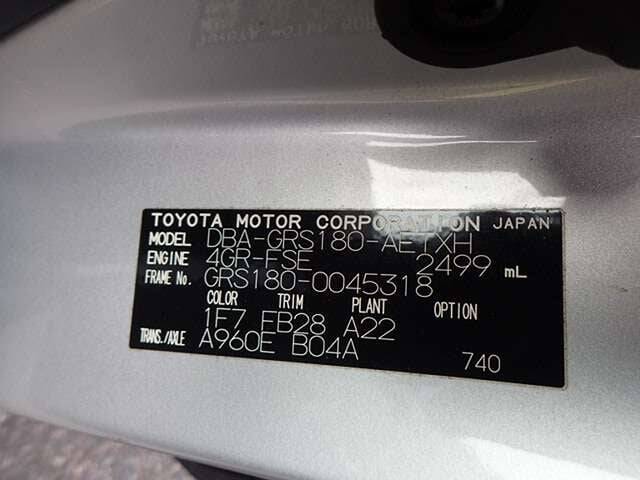 TOYOTA MOTOR CORPORATION JAPAN
MODEL DBA-GRS180-AETXH
ENGINE 4GR-FSE 2499 mL
FRAME No. GRS180-0045318
COLOR TRIM PLANT OPTION
1F7 FB28 A22
TRANS./AXLE A960E B04A
740